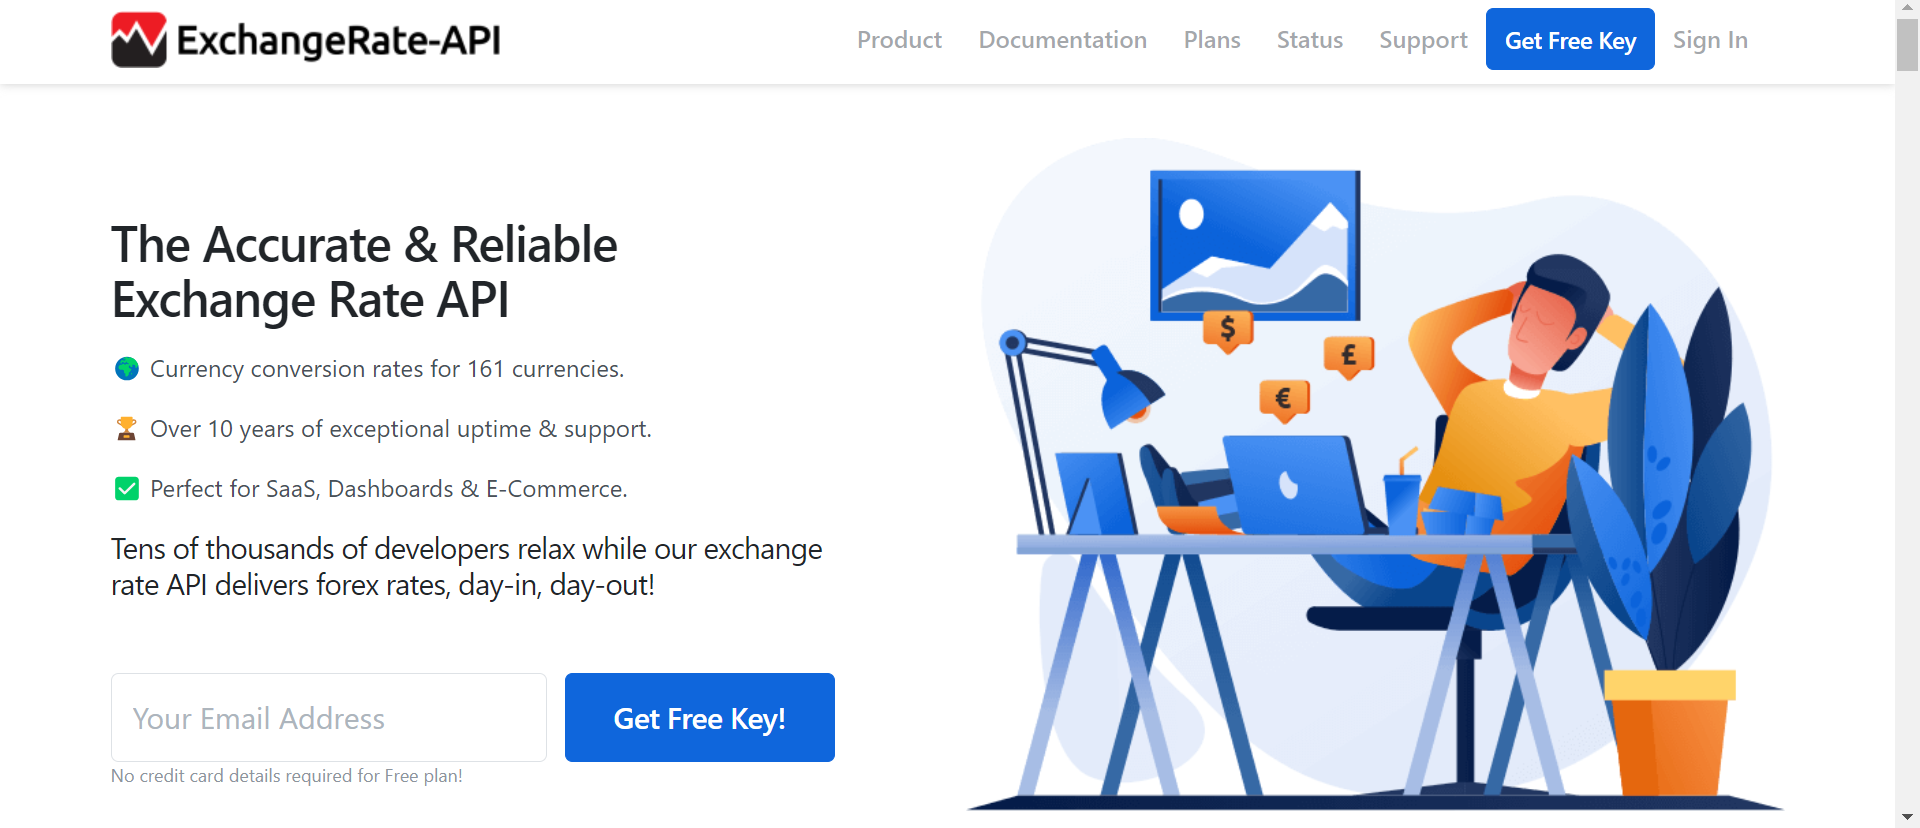 ExchangeRate-API
Product Documentation Plans Status Support Get Free Key Sign In
The Accurate & Reliable
Exchange Rate API
🌍 Currency conversion rates for 161 currencies.
🏆 Over 10 years of exceptional uptime & support.
✅ Perfect for SaaS, Dashboards & E-Commerce.
Tens of thousands of developers relax while our exchange
rate API delivers forex rates, day-in, day-out!
Your Email Address
Get Free Key!
No credit card details required for Free plan!
$
£
€